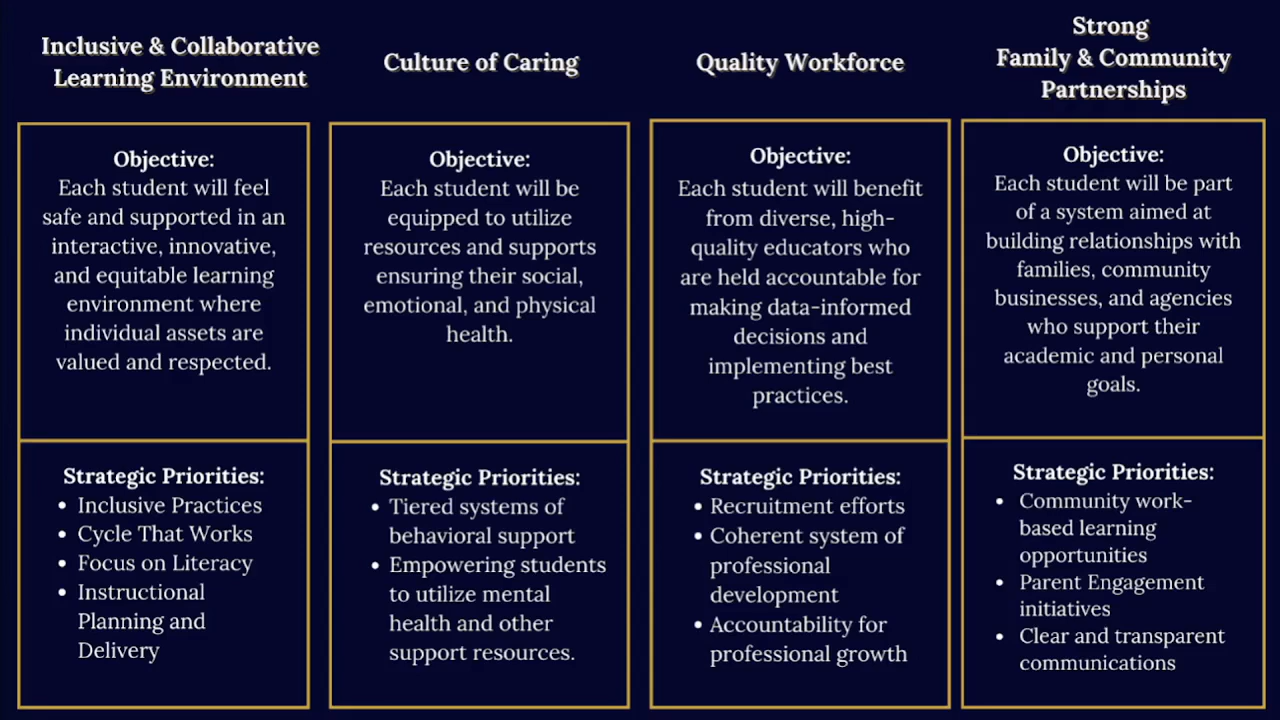 Inclusive & Collaborative
Learning Environment
Objective:
Each student will feel
safe and supported in an
interactive, innovative,
and equitable learning
environment where
individual assets are
valued and respected.
Strategic Priorities:
• Inclusive Practices
• Cycle That Works
• Focus on Literacy
• Instructional
Planning and
Delivery
Culture of Caring
Objective:
Each student will be
equipped to utilize
resources and supports
ensuring their social,
emotional, and physical
health.
Strategic Priorities:
• Tiered systems of
behavioral support
• Empowering students
to utilize mental
health and other
support resources.
Quality Workforce
Objective:
Each student will benefit
from diverse, high-
quality educators who
are held accountable for
making data-informed
decisions and
implementing best
practices.
Strategic Priorities:
• Recruitment efforts
• Coherent system of
professional
development
• Accountability for
professional growth
Strong
Family & Community
Partnerships
Objective:
Each student will be part
of a system aimed at
building relationships with
families, community
businesses, and agencies
who support their
academic and personal
goals.
Strategic Priorities:
• Community work-
based learning
opportunities
• Parent Engagement
initiatives
• Clear and transparent
communications